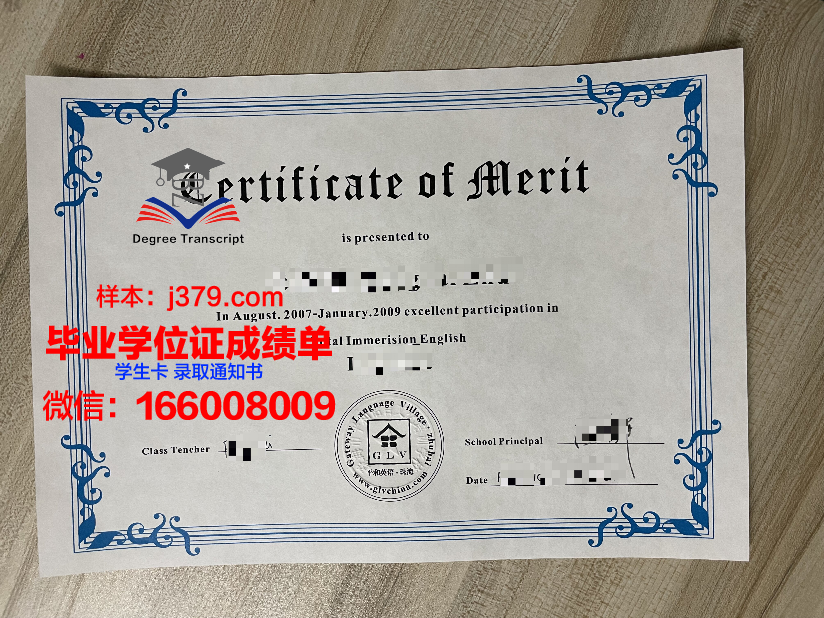 Certificate of Merit
Degree Transcript
is presented to
样本：j379.com
In August. 2007-January.2009 excellent participation in
毕业学位证成绩单
Immerision English
学生卡 录取通知书
微信：166008009
Gateway Language Village · zhuhai
GLV
www.glvchina.com
Class Tencher
School Principal
Date